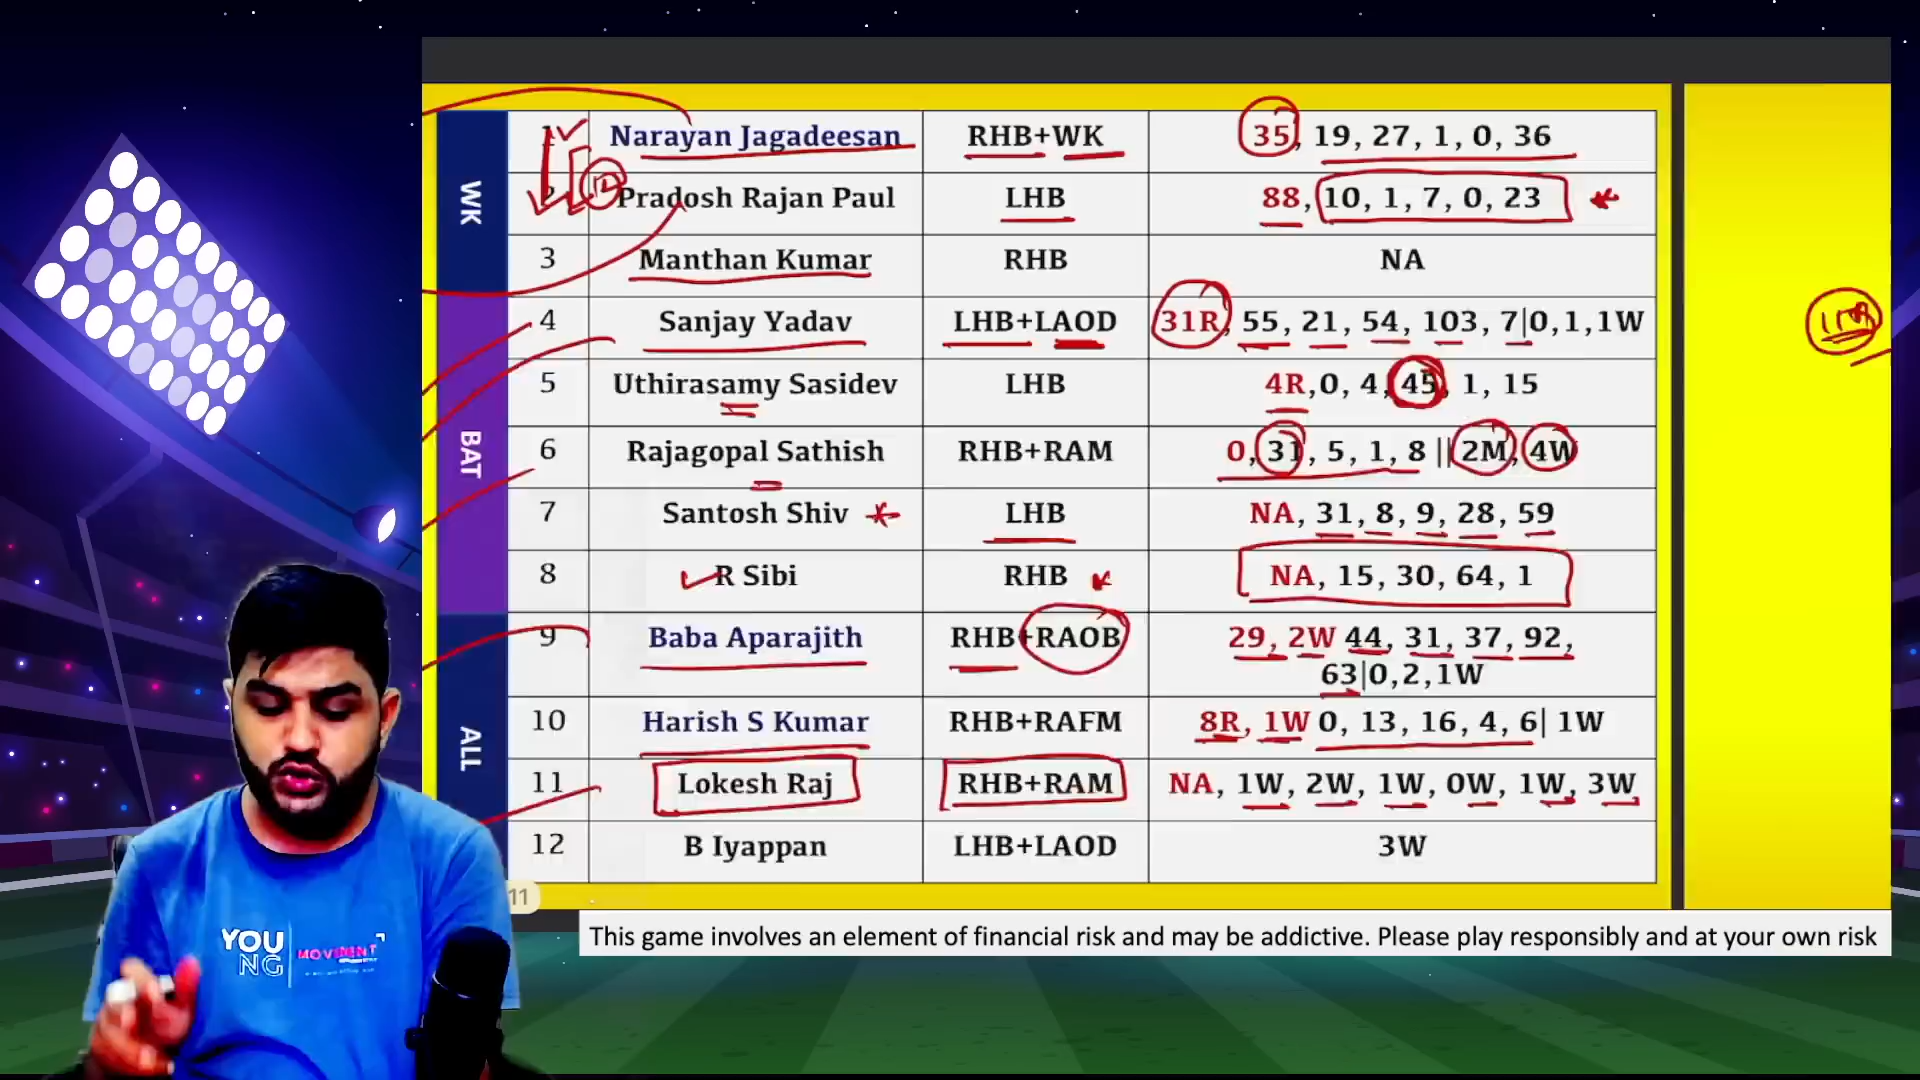 WK
1 Narayan Jagadeesan RHB+WK 35, 19, 27, 1, 0, 36
2 Pradosh Rajan Paul LHB 88, 10, 1, 7, 0, 23
3 Manthan Kumar RHB NA
BAT
4 Sanjay Yadav LHB+LAOD 31R, 55, 21, 54, 103, 7|0,1,1W
5 Uthirasamy Sasidev LHB 4R,0, 4, 45, 1, 15
6 Rajagopal Sathish RHB+RAM 0, 31, 5, 1, 8 || 2M, 4W
7 Santosh Shiv LHB NA, 31, 8, 9, 28, 59
8 R Sibi RHB NA, 15, 30, 64, 1
ALL
9 Baba Aparajith RHB+RAOB 29, 2W 44, 31, 37, 92,
63|0,2,1W
10 Harish S Kumar RHB+RAFM 8R, 1W 0, 13, 16, 4, 6| 1W
11 Lokesh Raj RHB+RAM NA, 1W, 2W, 1W, 0W, 1W, 3W
12 B Iyappan LHB+LAOD 3W
11
This game involves an element of financial risk and may be addictive. Please play responsibly and at your own risk
YOU
NG
MOVEMENT